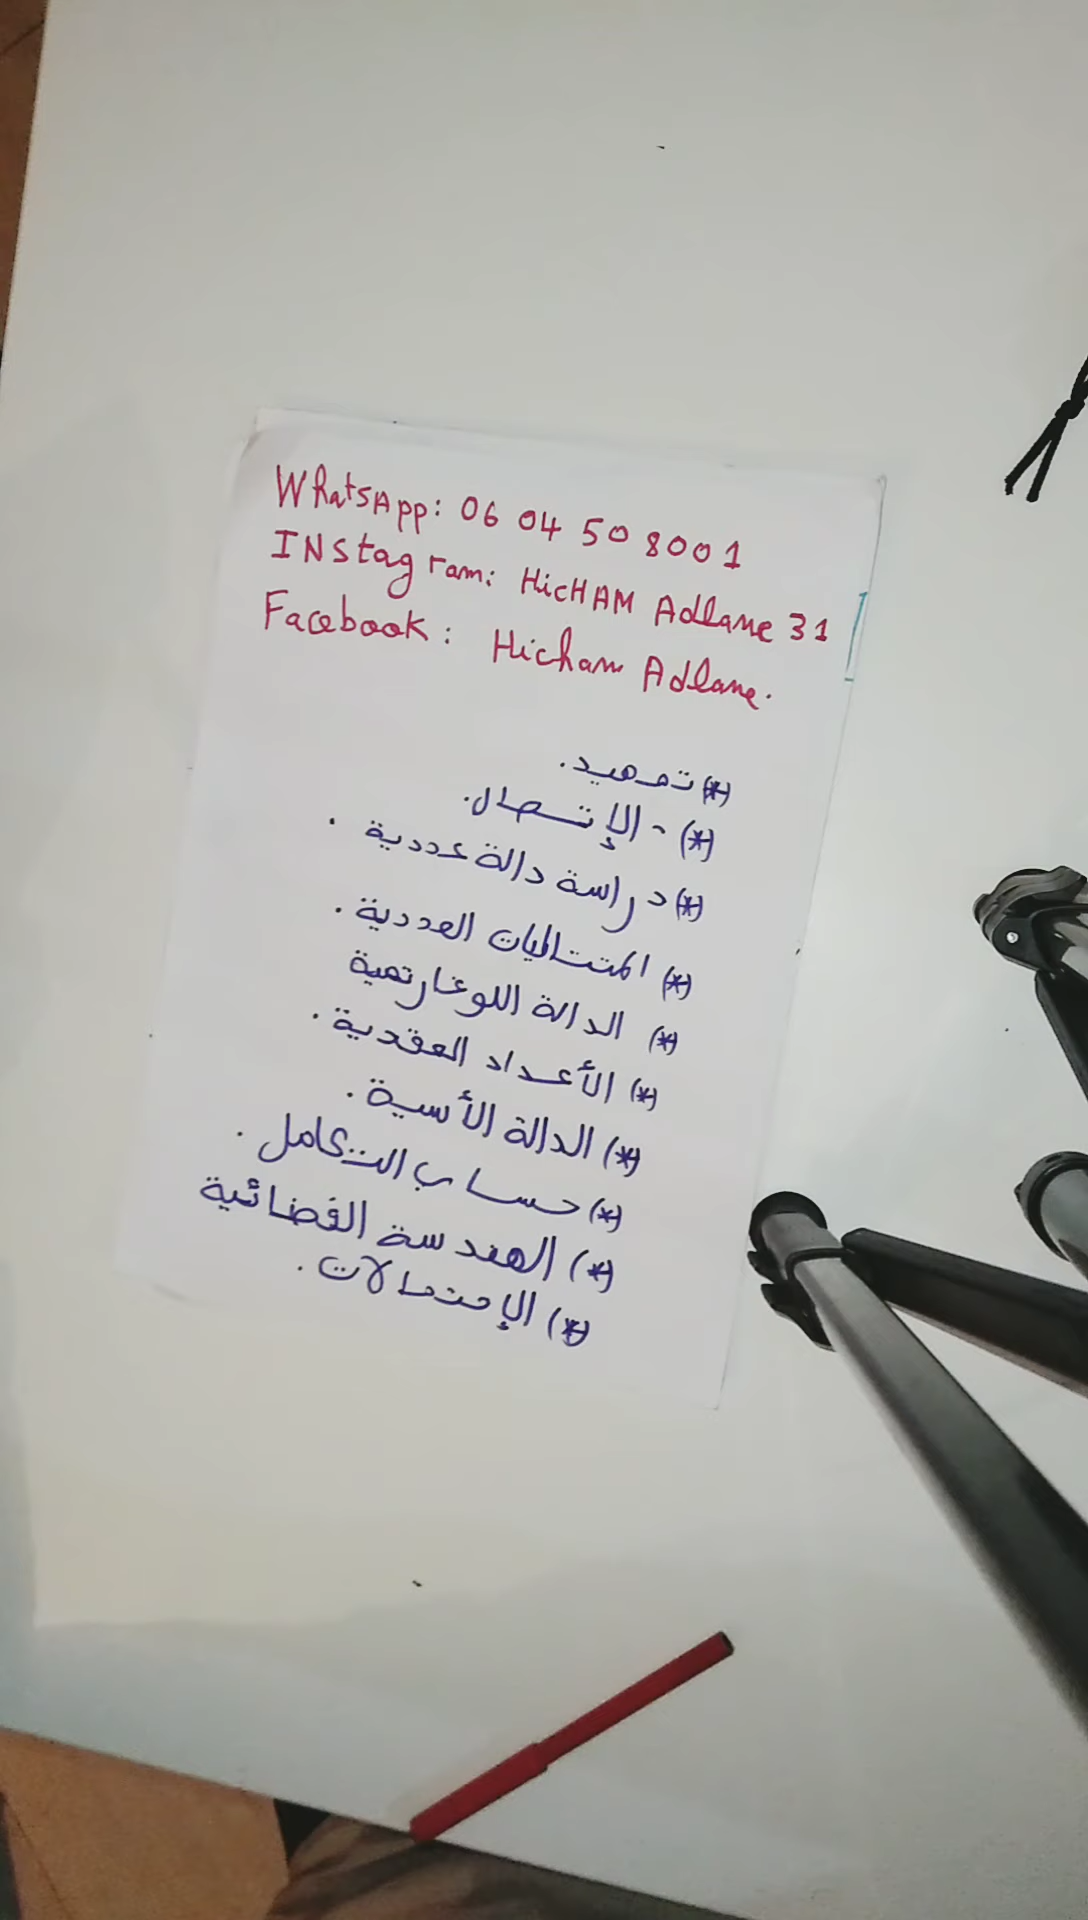 WhatsApp: 06 04 50 8001
INstagram: HicHAM Adlane 31
Facebook: Hicham Adlane.
(*) تمهيد.
(*) - الإتصال.
(*) دراسة دالة عددية.
(*) المتتاليات العددية.
(*) الدالة اللوغارتمية
(*) الأعداد العقدية.
(*) الدالة الأسية.
(*) حساب التكامل.
(*) الهندسة الفضائية
(*) الإحتمالات.